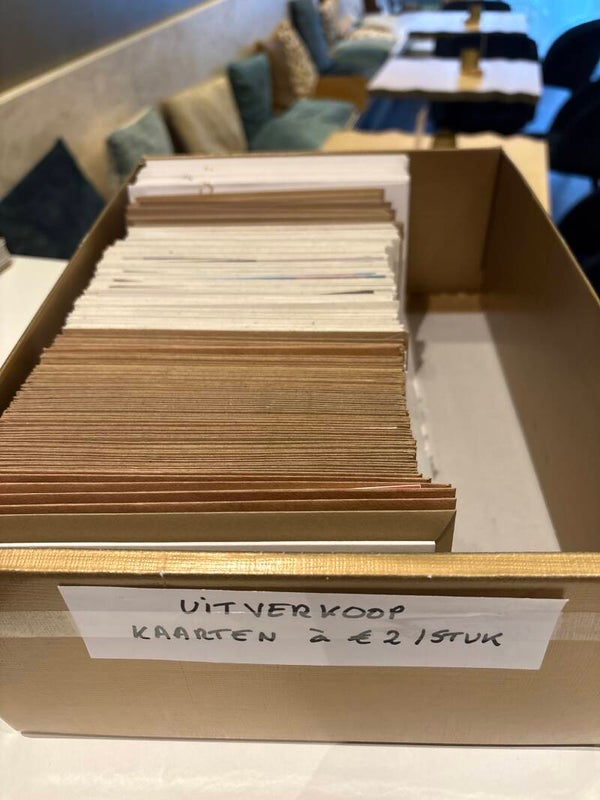 UITVERKOOP
KAARTEN à € 2 / STUK